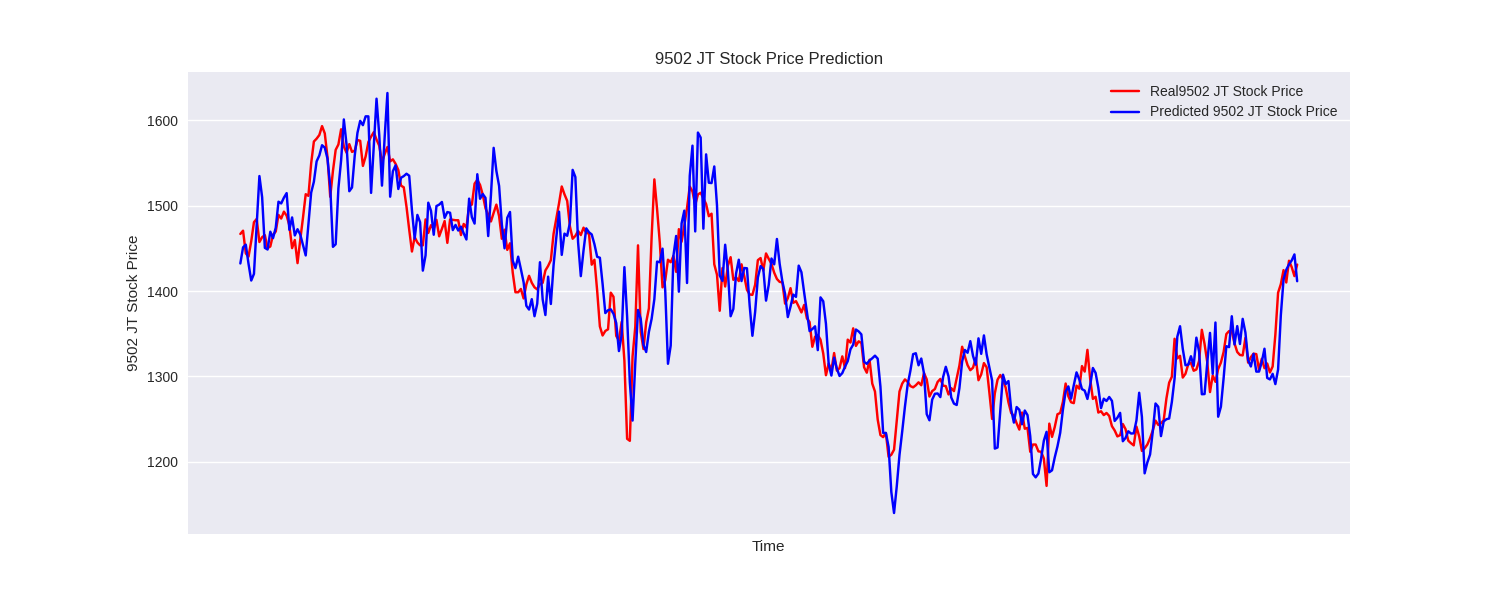 9502 JT Stock Price Prediction
Real9502 JT Stock Price
Predicted 9502 JT Stock Price
1600
1500
1400
1300
1200
9502 JT Stock Price
Time